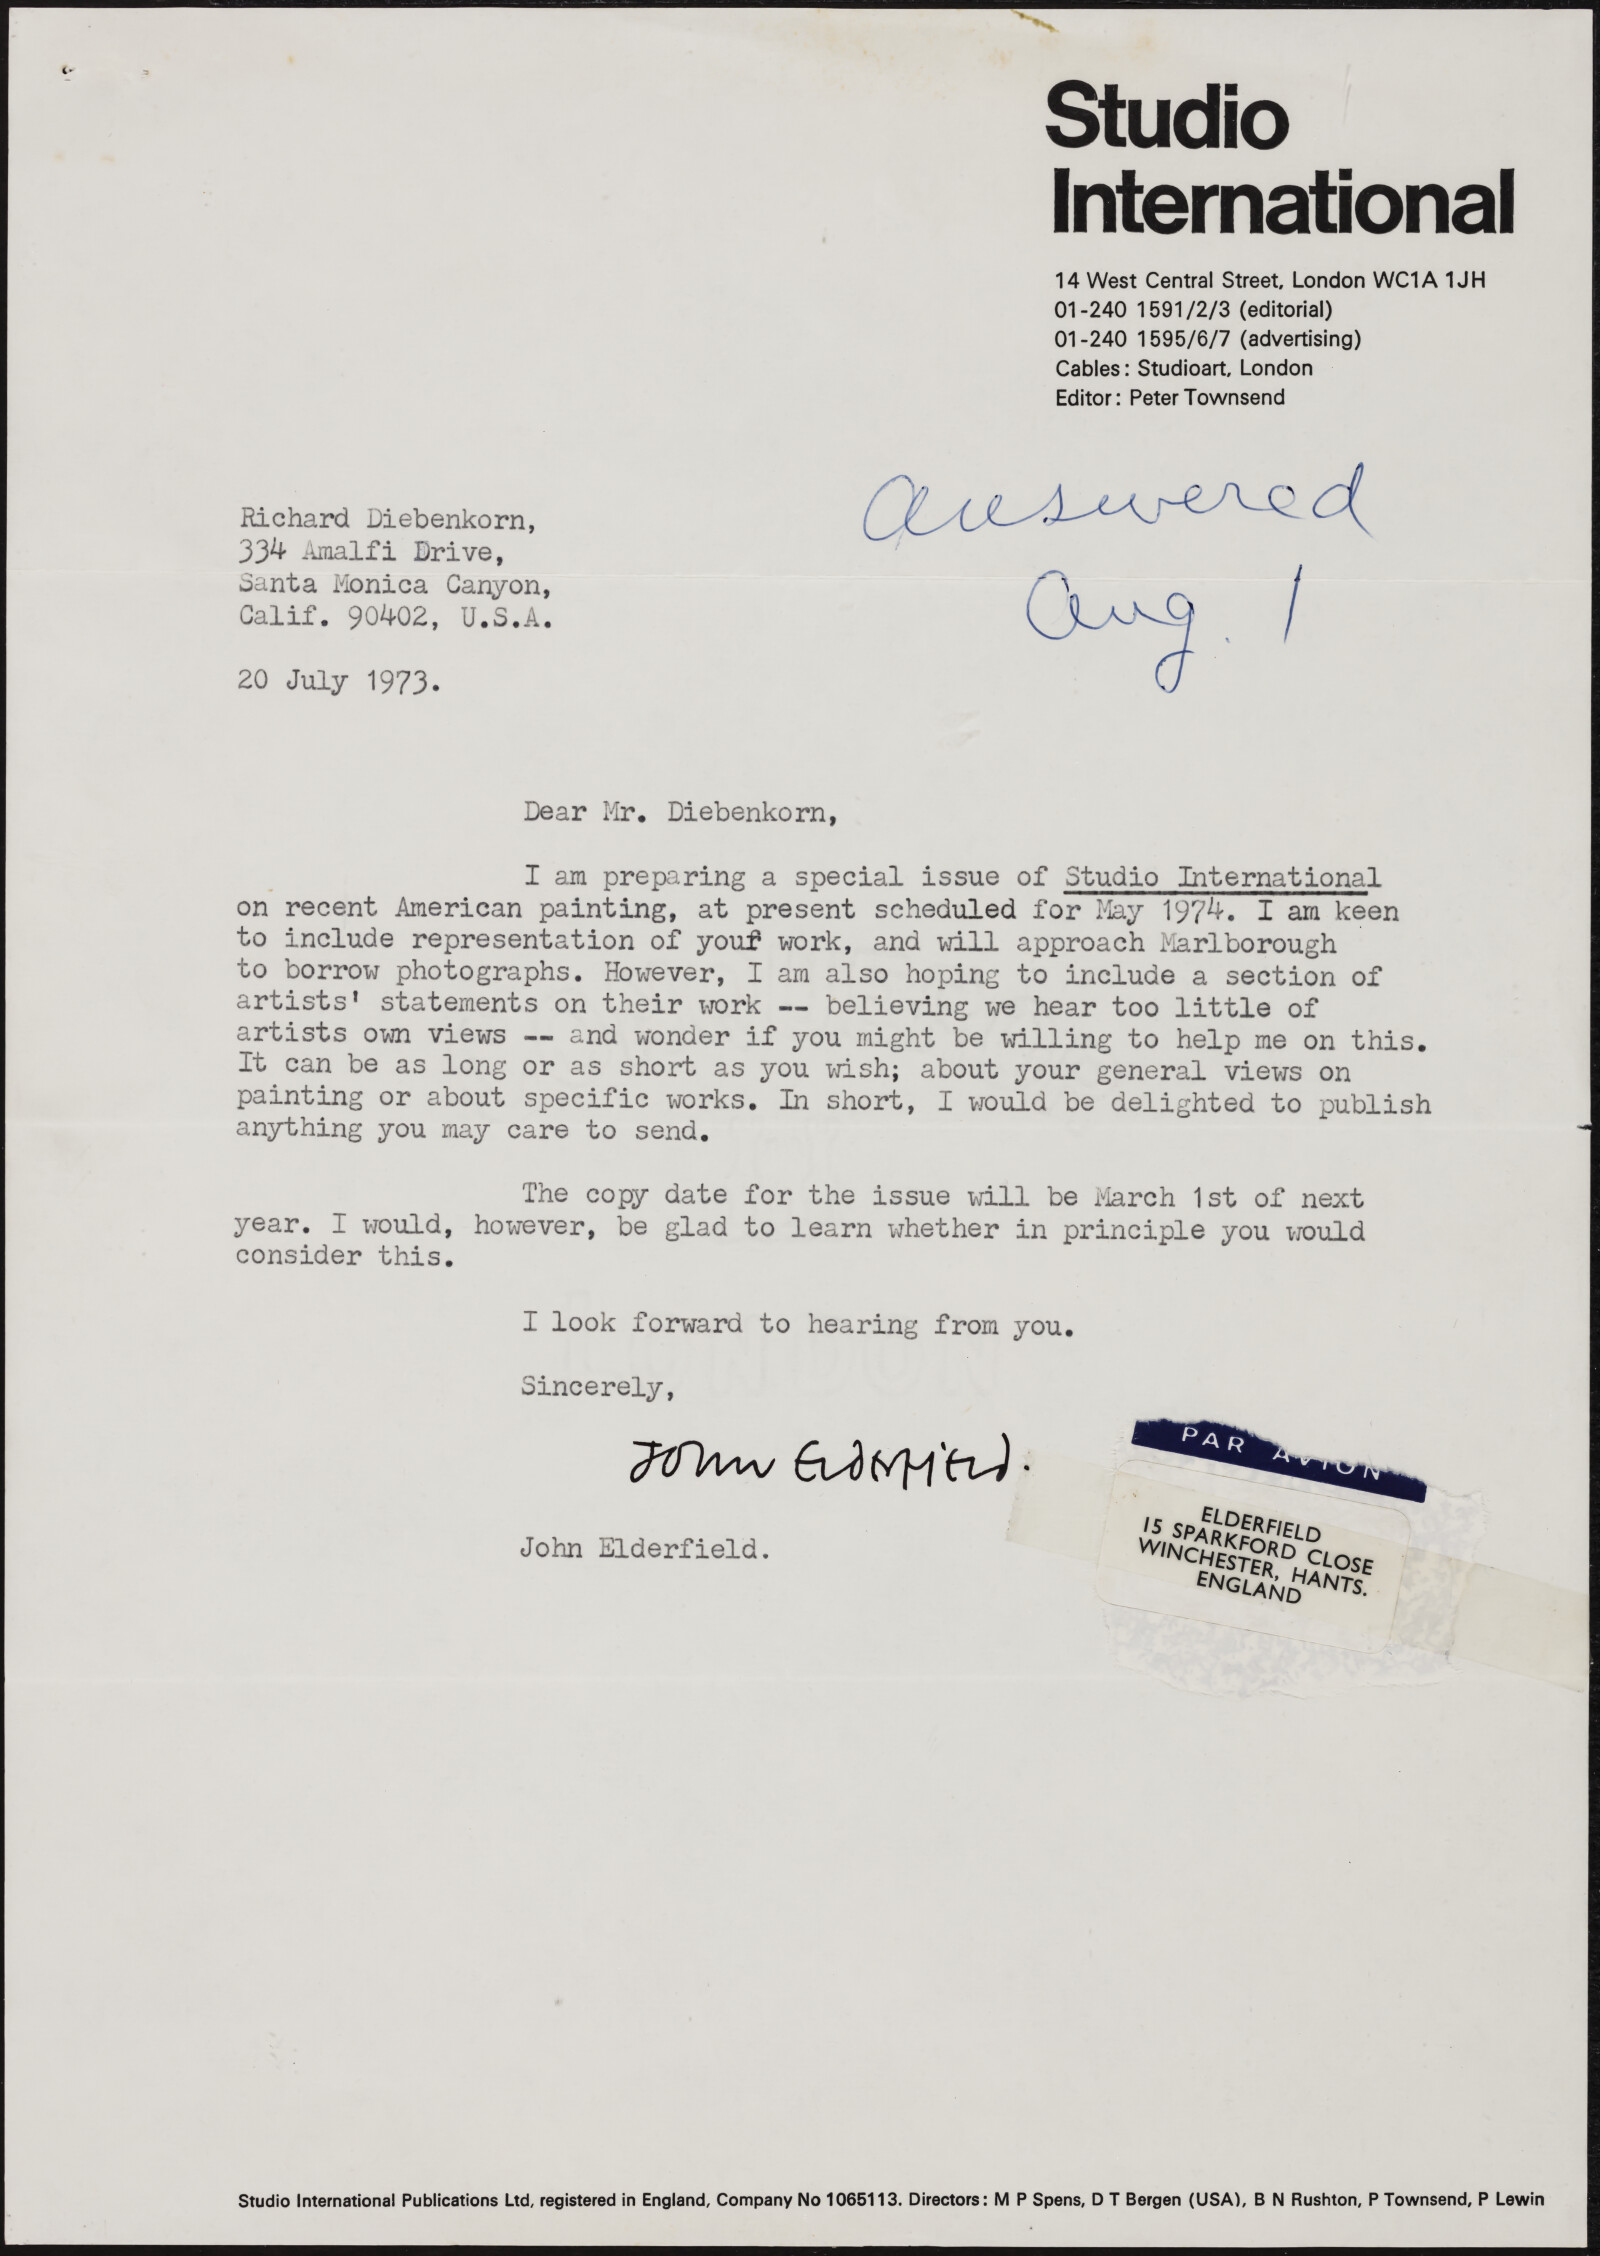 Studio
International
14 West Central Street, London WC1A 1JH
01-240 1591/2/3 (editorial)
01-240 1595/6/7 (advertising)
Cables: Studioart, London
Editor: Peter Townsend
answered
Aug. 1
Richard Diebenkorn,
334 Amalfi Drive,
Santa Monica Canyon,
Calif. 90402, U.S.A.
20 July 1973.
Dear Mr. Diebenkorn,
I am preparing a special issue of Studio International
on recent American painting, at present scheduled for May 1974. I am keen
to include representation of your work, and will approach Marlborough
to borrow photographs. However, I am also hoping to include a section of
artists' statements on their work -- believing we hear too little of
artists own views -- and wonder if you might be willing to help me on this.
It can be as long or as short as you wish; about your general views on
painting or about specific works. In short, I would be delighted to publish
anything you may care to send.
The copy date for the issue will be March 1st of next
year. I would, however, be glad to learn whether in principle you would
consider this.
I look forward to hearing from you.
Sincerely,
John Elderfield.
John Elderfield.
PAR AVION
ELDERFIELD
15 SPARKFORD CLOSE
WINCHESTER, HANTS.
ENGLAND
Studio International Publications Ltd, registered in England, Company No 1065113. Directors: M P Spens, D T Bergen (USA), B N Rushton, P Townsend, P Lewin